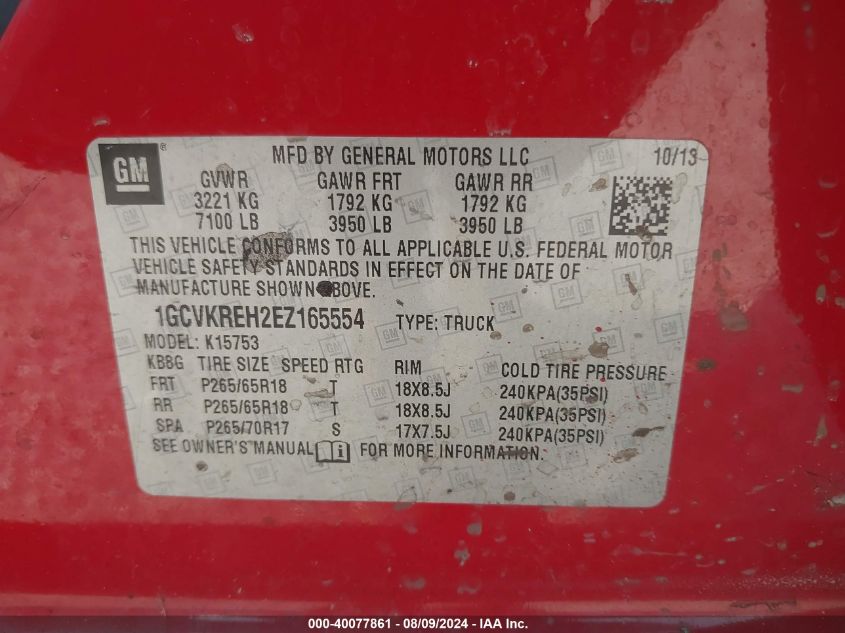 GM ®
MFD BY GENERAL MOTORS LLC 10/13
GVWR GAWR FRT GAWR RR
3221 KG 1792 KG 1792 KG
7100 LB 3950 LB 3950 LB
THIS VEHICLE CONFORMS TO ALL APPLICABLE U.S. FEDERAL MOTOR
VEHICLE SAFETY STANDARDS IN EFFECT ON THE DATE OF
MANUFACTURE SHOWN ABOVE.
1GCVKREH2EZ165554 TYPE: TRUCK
MODEL: K15753
KBBG TIRE SIZE SPEED RTG RIM COLD TIRE PRESSURE
FRT P265/65R18 T 18X8.5J 240KPA(35PSI)
RR P265/65R18 T 18X8.5J 240KPA(35PSI)
SPA P265/70R17 S 17X7.5J 240KPA(35PSI)
SEE OWNER'S MANUAL FOR MORE INFORMATION.
000-40077861 - 08/09/2024 - IAA Inc.